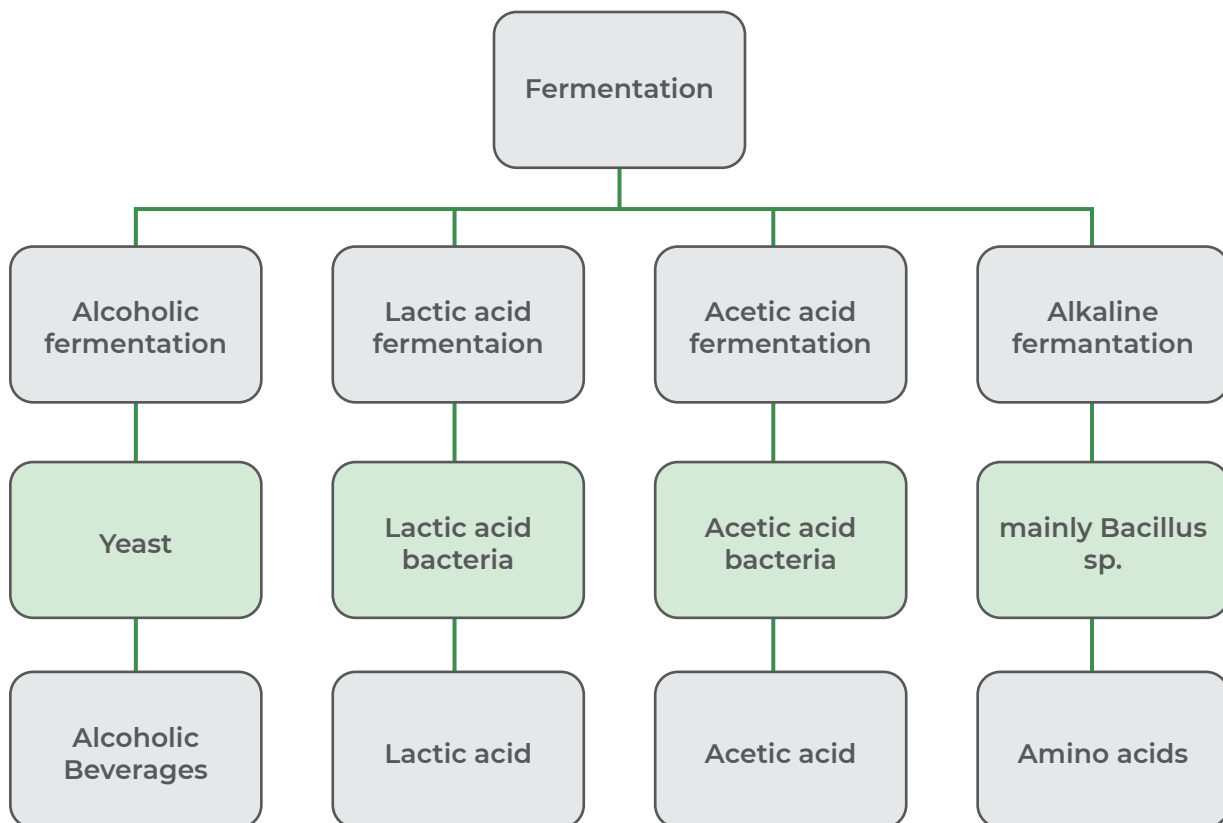 Fermentation
Alcoholic
fermentation
Lactic acid
fermentaion
Acetic acid
fermentation
Alkaline
fermantation
Yeast
Lactic acid
bacteria
Acetic acid
bacteria
mainly Bacillus
sp.
Alcoholic
Beverages
Lactic acid
Acetic acid
Amino acids